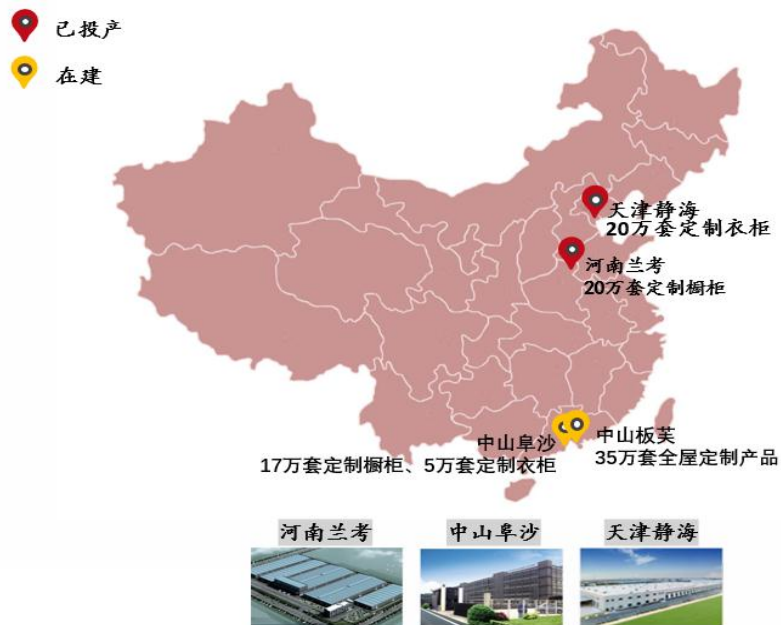 已投产
在建
天津静海
20万套定制衣柜
河南兰考
20万套定制橱柜
中山阜沙
17万套定制橱柜、5万套定制衣柜
中山板芙
35万套全屋定制产品
河南兰考
中山阜沙
天津静海